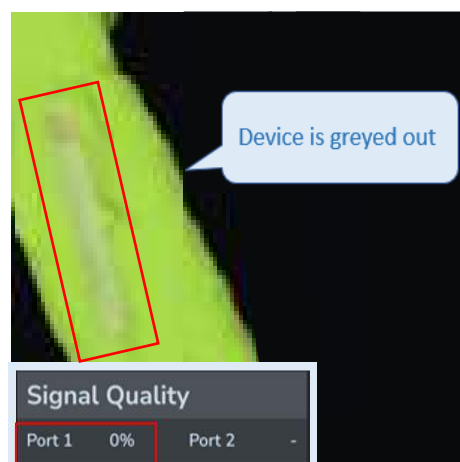 Device is greyed out
Signal Quality
Port 1 0% Port 2 -